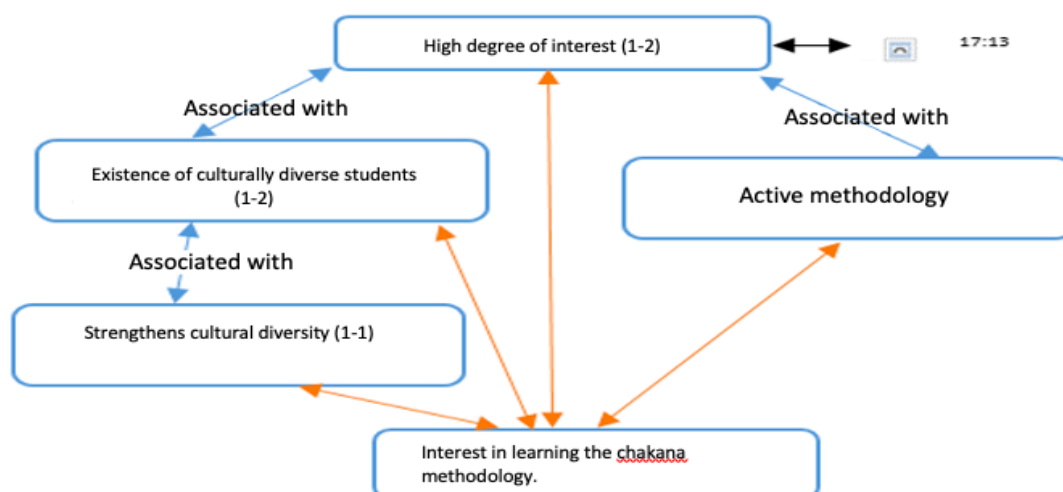 High degree of interest (1-2)
17:13
Associated with
Associated with
Existence of culturally diverse students
(1-2)
Active methodology
Associated with
Strengthens cultural diversity (1-1)
Interest in learning the chakana
methodology.